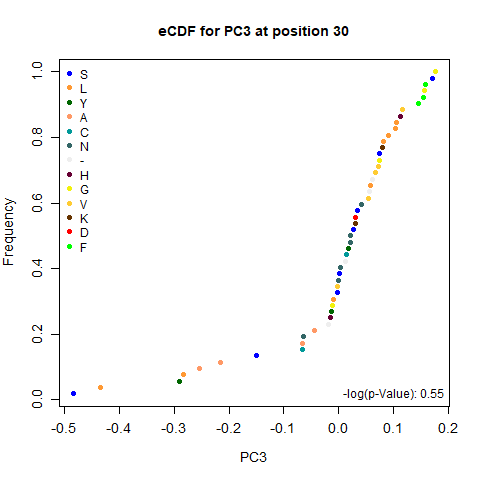 eCDF for PC3 at position 30
Frequency
1.0
0.8
0.6
0.4
0.2
0.0
S
L
Y
A
C
N
-
H
G
V
K
D
F
-log(p-Value): 0.55
-0.5 -0.4 -0.3 -0.2 -0.1 0.0 0.1 0.2
PC3